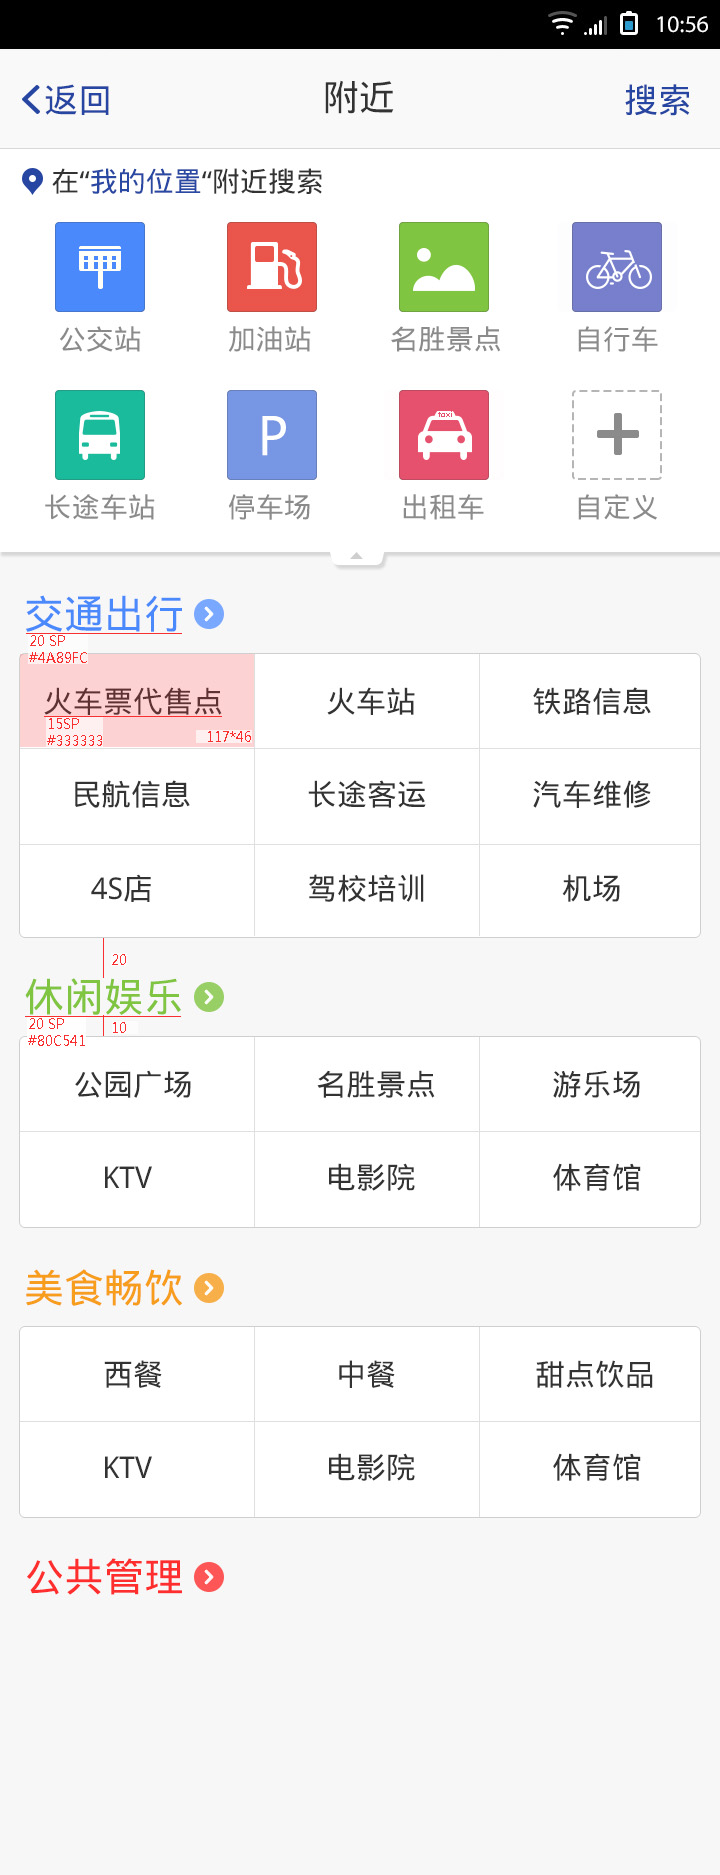 10:56
返回 附近 搜索
在“我的位置“附近搜索
公交站 加油站 名胜景点 自行车
P taxi
长途车站 停车场 出租车 自定义
交通出行
20 SP
#4A89FC
火车票代售点 火车站 铁路信息
15SP
#333333 117*46
民航信息 长途客运 汽车维修
4S店 驾校培训 机场
20
休闲娱乐
20 SP 10
#80C541
公园广场 名胜景点 游乐场
KTV 电影院 体育馆
美食畅饮
西餐 中餐 甜点饮品
KTV 电影院 体育馆
公共管理